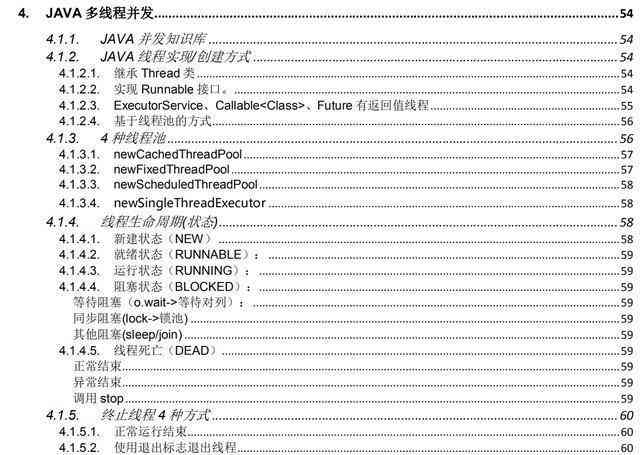 4. JAVA 多线程并发 54
4.1.1. JAVA 并发知识库 54
4.1.2. JAVA 线程实现/创建方式 54
4.1.2.1. 继承 Thread 类 54
4.1.2.2. 实现 Runnable 接口。 54
4.1.2.3. ExecutorService、Callable<Class>、Future 有返回值线程 55
4.1.2.4. 基于线程池的方式 56
4.1.3. 4 种线程池 56
4.1.3.1. newCachedThreadPool 57
4.1.3.2. newFixedThreadPool 57
4.1.3.3. newScheduledThreadPool 58
4.1.3.4. newSingleThreadExecutor 58
4.1.4. 线程生命周期(状态) 58
4.1.4.1. 新建状态（NEW） 58
4.1.4.2. 就绪状态（RUNNABLE）： 59
4.1.4.3. 运行状态（RUNNING）： 59
4.1.4.4. 阻塞状态（BLOCKED）： 59
等待阻塞（o.wait->等待对列）： 59
同步阻塞(lock->锁池) 59
其他阻塞(sleep/join) 59
4.1.4.5. 线程死亡（DEAD） 59
正常结束 59
异常结束 59
调用 stop 59
4.1.5. 终止线程 4 种方式 60
4.1.5.1. 正常运行结束 60
4.1.5.2. 使用退出标志退出线程 60